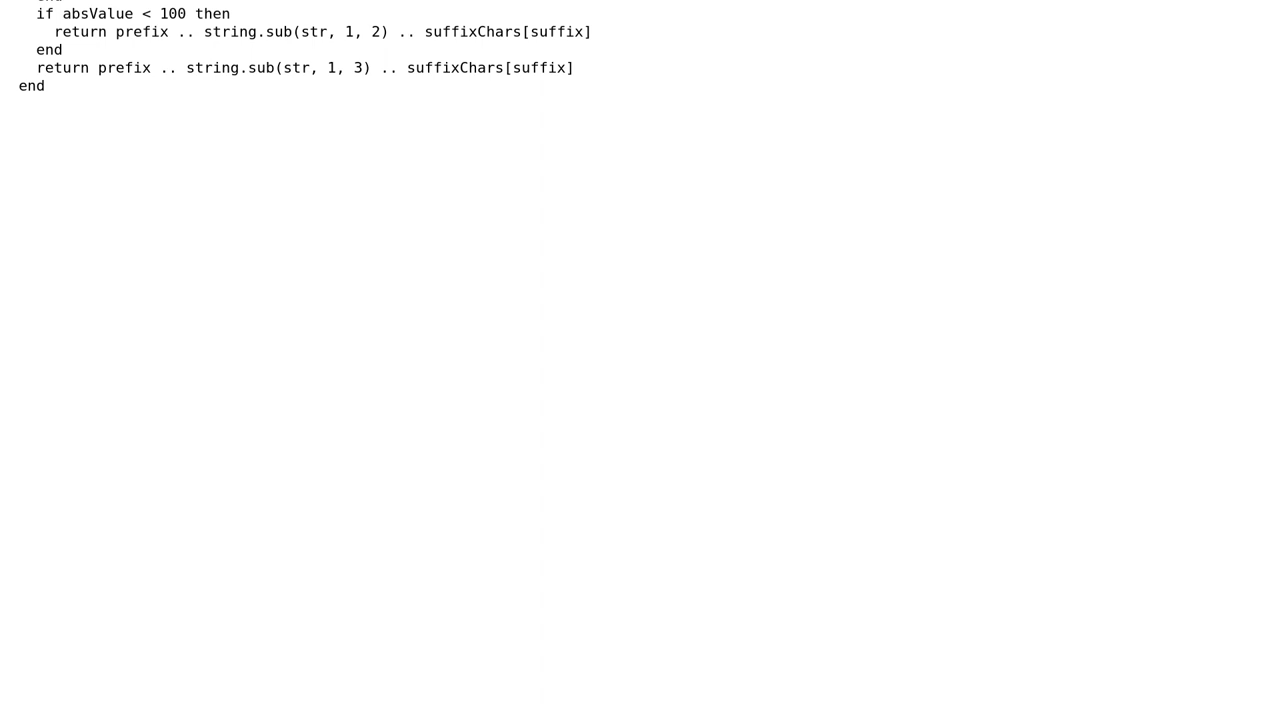 if absValue < 100 then
return prefix .. string.sub(str, 1, 2) .. suffixChars[suffix]
end
return prefix .. string.sub(str, 1, 3) .. suffixChars[suffix]
end